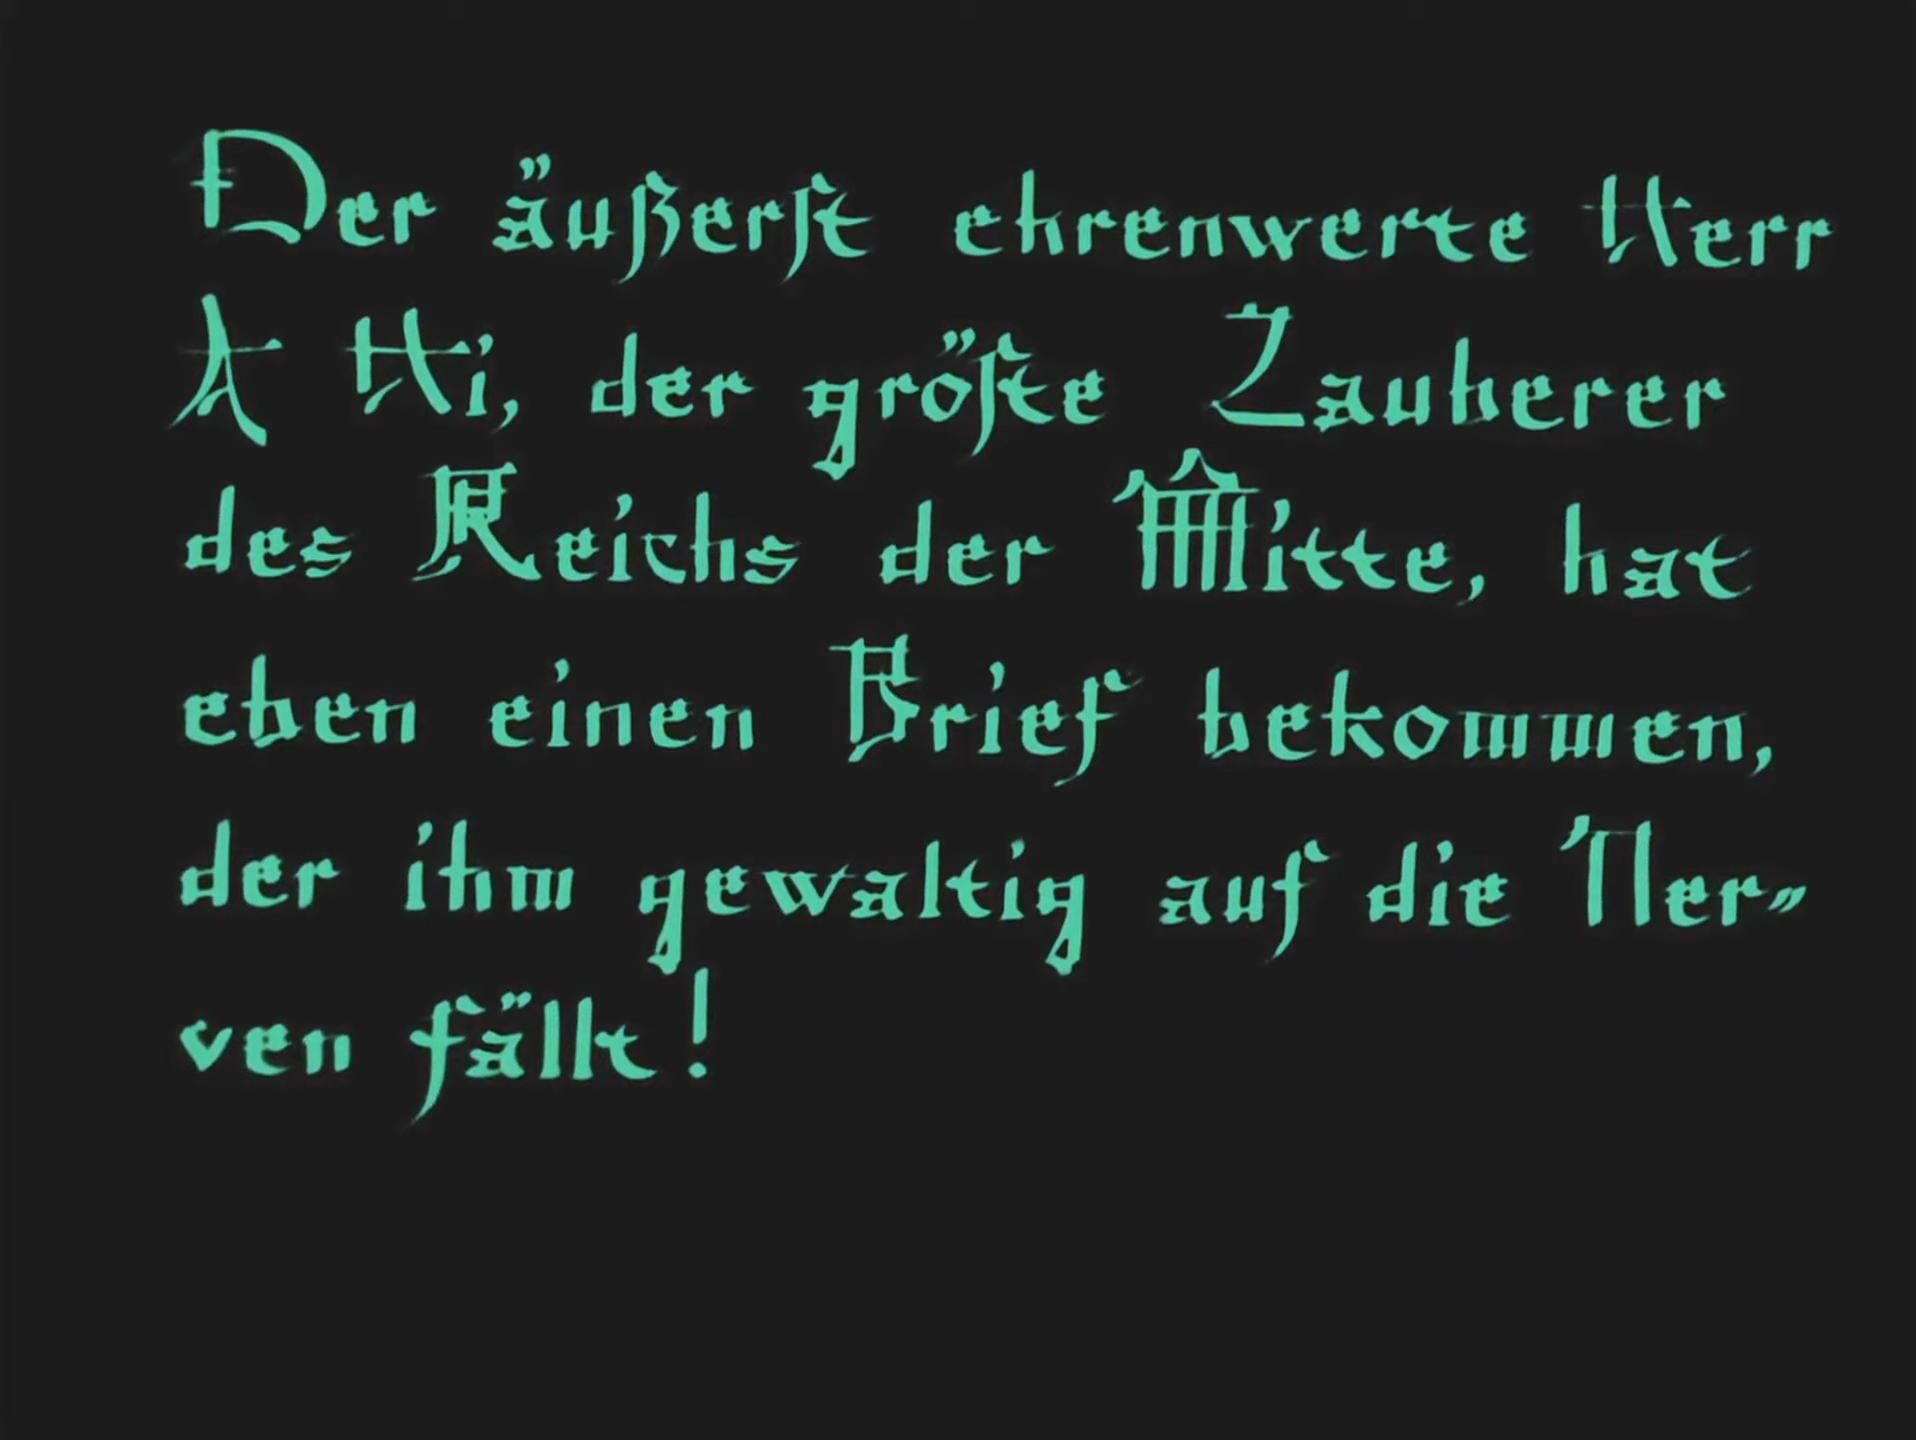 Der äußerst ehrenwerte Herr
A Hi, der größte Zauberer
des Reichs der Mitte, hat
eben einen Brief bekommen,
der ihm gewaltig auf die Ner-
ven fällt!